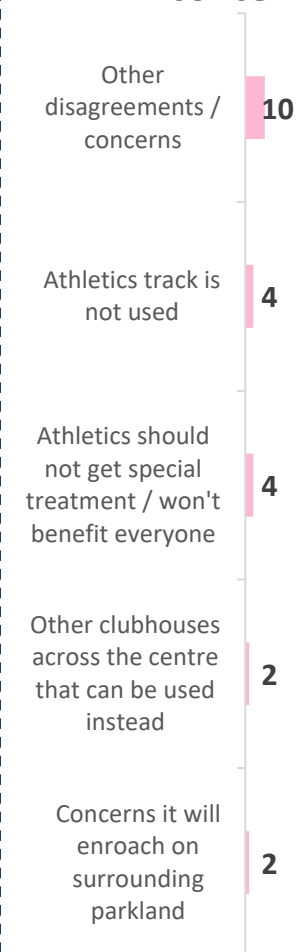 Other
disagreements /
concerns
10
Athletics track is
not used
4
Athletics should
not get special
treatment / won't
benefit everyone
4
Other clubhouses
across the centre
that can be used
instead
2
Concerns it will
enroach on
surrounding
parkland
2